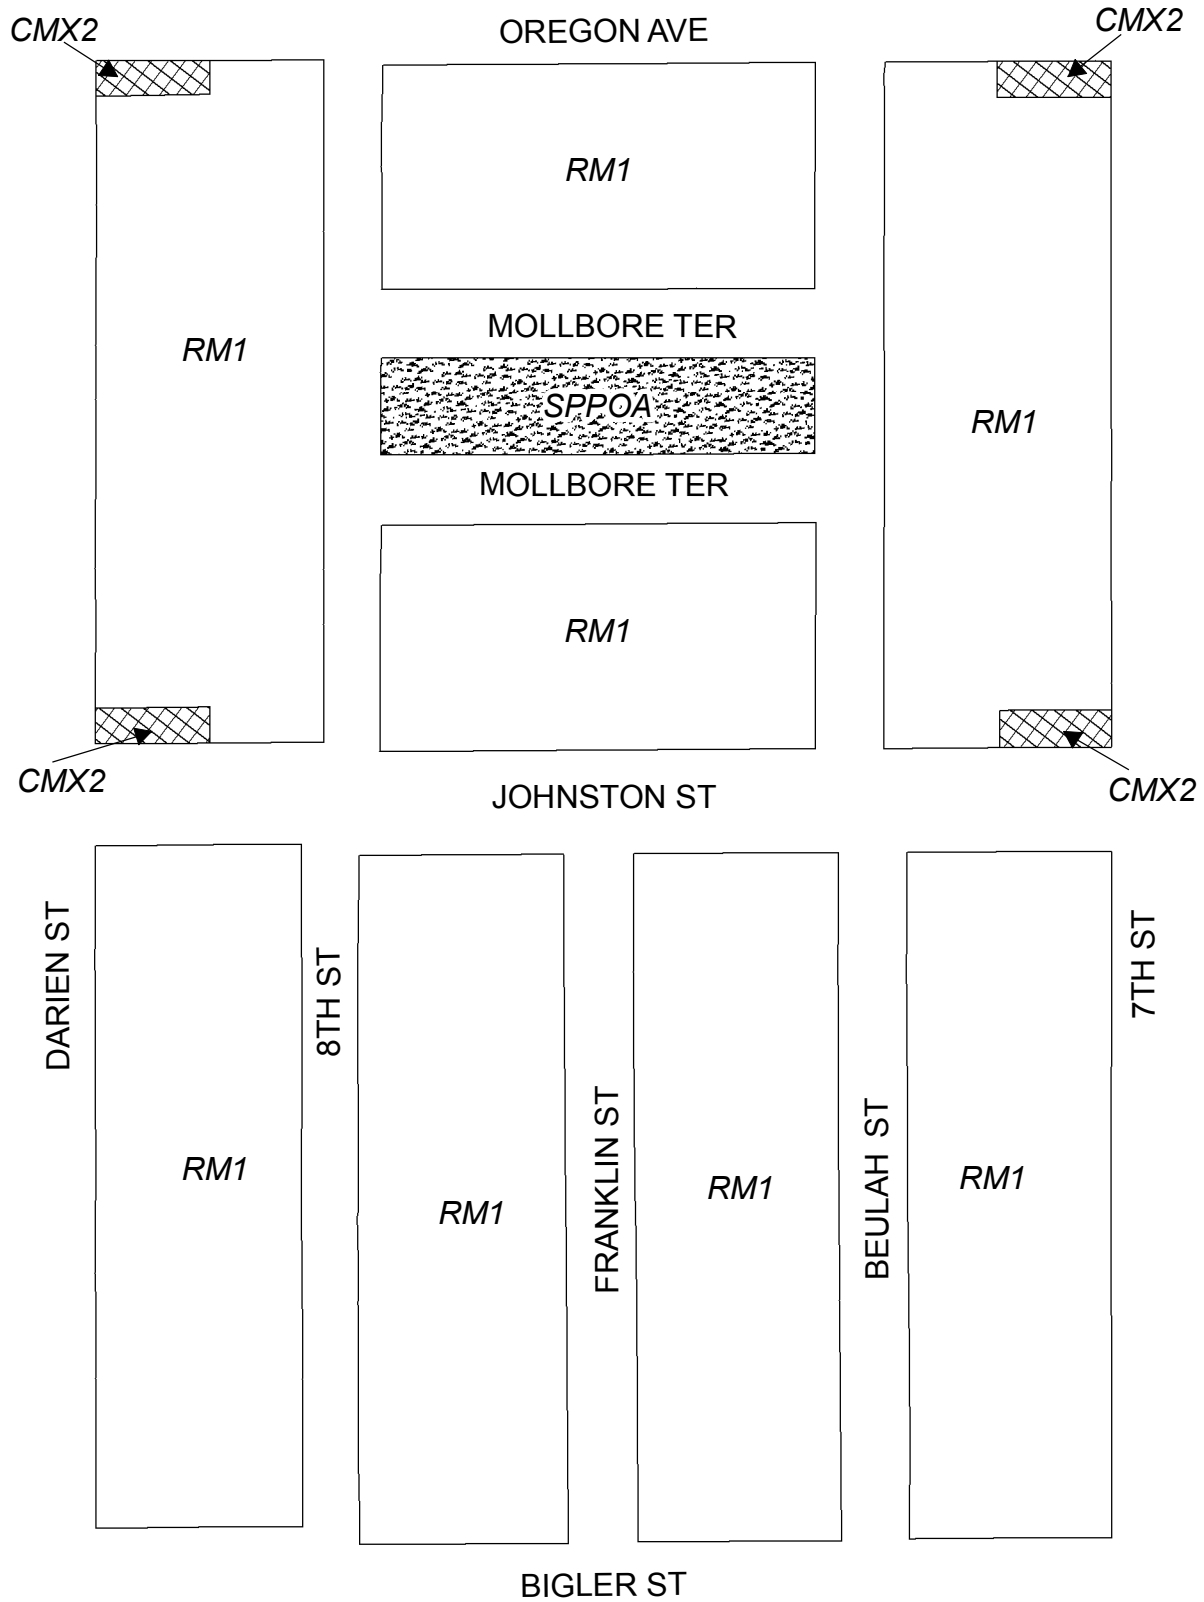 CMX2
OREGON AVE
CMX2
RM1
MOLLBORE TER
RM1
SPPOA
RM1
MOLLBORE TER
RM1
CMX2
JOHNSTON ST
CMX2
DARIEN ST
8TH ST
7TH ST
FRANKLIN ST
BEULAH ST
RM1
RM1
RM1
RM1
BIGLER ST